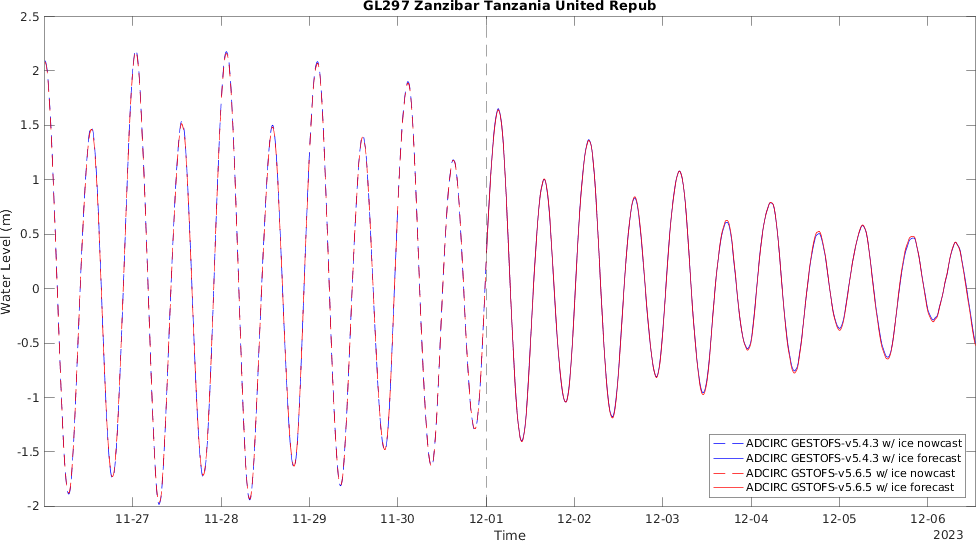 GL297 Zanzibar Tanzania United Repub
2.5
2
1.5
1
0.5
0
-0.5
-1
-1.5
-2
Water Level (m)
11-27 11-28 11-29 11-30 12-01 12-02 12-03 12-04 12-05 12-06
Time
2023
ADCIRC GESTOFS-v5.4.3 w/ ice nowcast
ADCIRC GESTOFS-v5.4.3 w/ ice forecast
ADCIRC GSTOFS-v5.6.5 w/ ice nowcast
ADCIRC GSTOFS-v5.6.5 w/ ice forecast